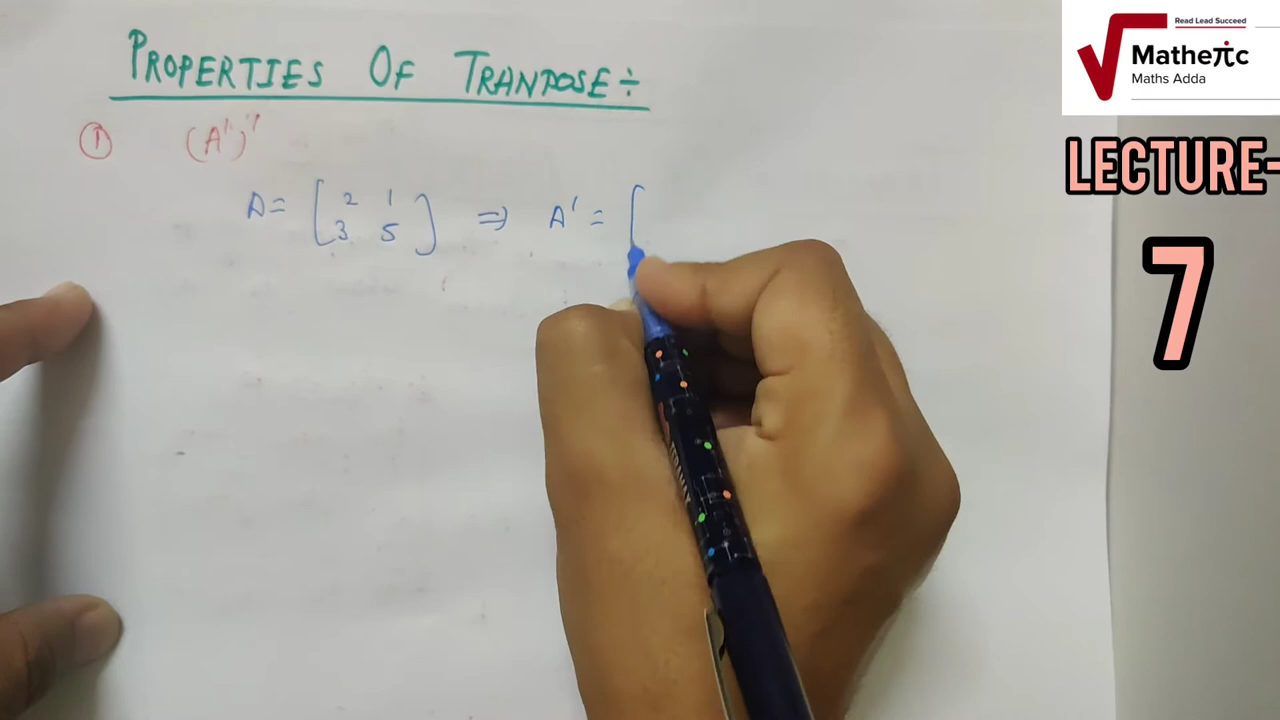 PROPERTIES OF TRANPOSE ÷
① (A')'
A = [ 2 1
3 5 ] ⇒ A' = [
Read Lead Succeed
Matheπc
Maths Adda
LECTURE-
7